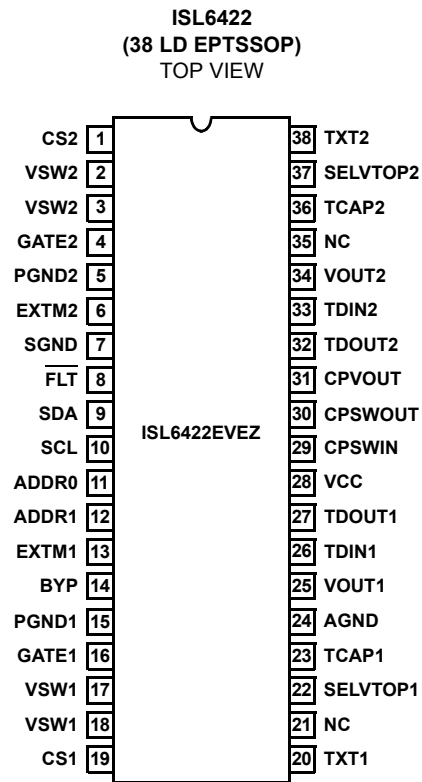 ISL6422
(38 LD EPTSSOP)
TOP VIEW
CS2 1 38 TXT2
VSW2 2 37 SELVTOP2
VSW2 3 36 TCAP2
GATE2 4 35 NC
PGND2 5 34 VOUT2
EXTM2 6 33 TDIN2
SGND 7 32 TDOUT2
FLT 8 31 CPVOUT
SDA 9 30 CPSWOUT
ISL6422EVEZ
SCL 10 29 CPSWIN
ADDR0 11 28 VCC
ADDR1 12 27 TDOUT1
EXTM1 13 26 TDIN1
BYP 14 25 VOUT1
PGND1 15 24 AGND
GATE1 16 23 TCAP1
VSW1 17 22 SELVTOP1
VSW1 18 21 NC
CS1 19 20 TXT1